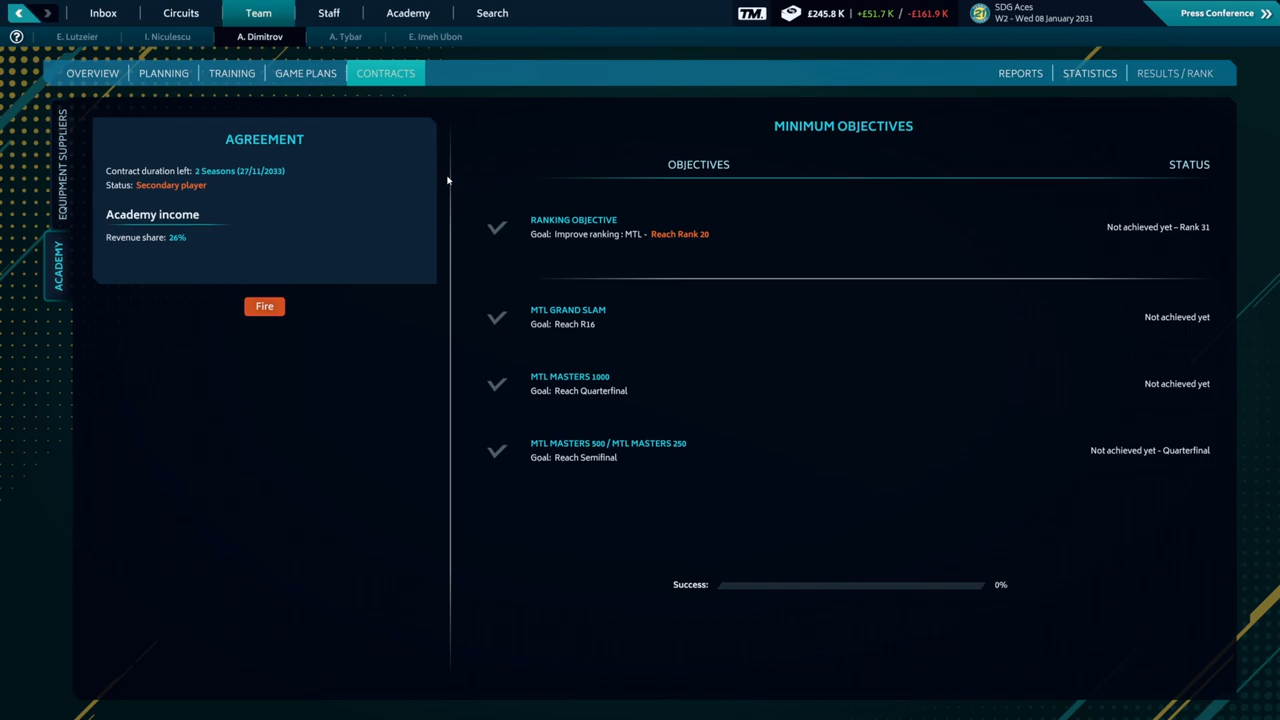 Inbox
Circuits
Team
Staff
Academy
Search
TM.
£245.8 K | +£51.7 K / -£161.9 K
21
SDG Aces
W2 - Wed 08 January 2031
Press Conference
E. Lutzeier
I. Niculescu
A. Dimitrov
A. Tybar
E. Imeh Ubon
OVERVIEW
PLANNING
TRAINING
GAME PLANS
CONTRACTS
REPORTS
STATISTICS
RESULTS / RANK
EQUIPMENT SUPPLIERS
ACADEMY
AGREEMENT
Contract duration left: 2 Seasons (27/11/2033)
Status: Secondary player
Academy income
Revenue share: 26%
Fire
MINIMUM OBJECTIVES
OBJECTIVES
STATUS
RANKING OBJECTIVE
Goal: Improve ranking : MTL - Reach Rank 20
Not achieved yet – Rank 31
MTL GRAND SLAM
Goal: Reach R16
Not achieved yet
MTL MASTERS 1000
Goal: Reach Quarterfinal
Not achieved yet
MTL MASTERS 500 / MTL MASTERS 250
Goal: Reach Semifinal
Not achieved yet - Quarterfinal
Success:
0%